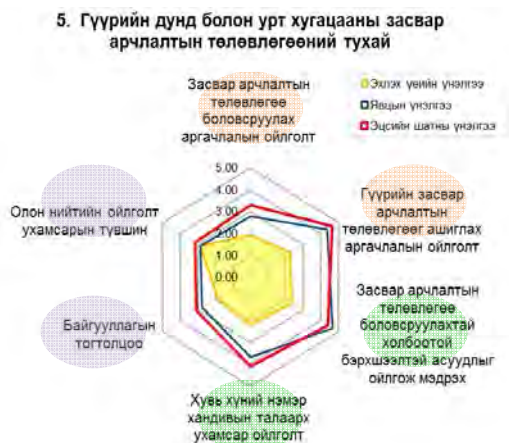 5. Гүүрийн дунд болон урт хугацааны засвар
арчлалтын төлөвлөгөөний тухай
Засвар арчлалтын
төлөвлөгөө
боловсруулах
аргачлалын ойлголт
Эхлэх үеийн үнэлгээ
Явцын үнэлгээ
Эцсийн шатны үнэлгээ
5.00
4.00
3.00
2.00
1.00
0.00
Гүүрийн засвар
арчлалтын
төлөвлөгөөг ашиглах
аргачлалын ойлголт
Засвар арчлалтын
төлөвлөгөө
боловсруулахтай
холбоотой
бэрхшээлтэй асуудлыг
ойлгож мэдрэх
Хувь хүний нэмэр
хандивын талаарх
ухамсар ойлголт
Байгууллагын
тогтолцоо
Олон нийтийн ойлголт
ухамсарын түвшин